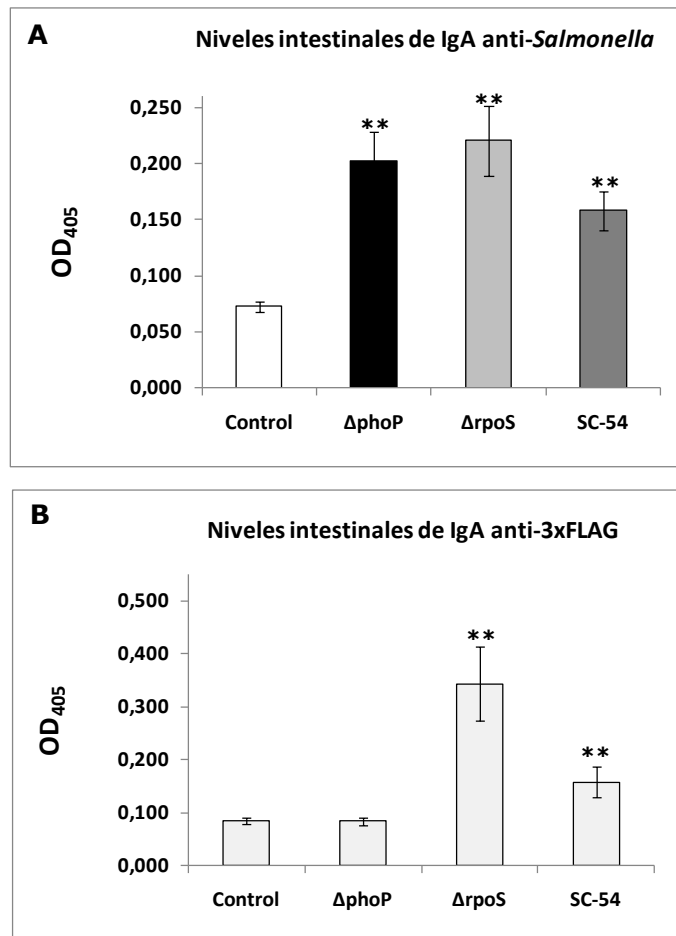 A
Niveles intestinales de IgA anti-Salmonella
0,250
0,200
0,150
0,100
0,050
0,000
OD405
**
**
**
Control
ΔphoP
ΔrpoS
SC-54
B
Niveles intestinales de IgA anti-3xFLAG
0,500
0,400
0,300
0,200
0,100
0,000
OD405
**
**
Control
ΔphoP
ΔrpoS
SC-54